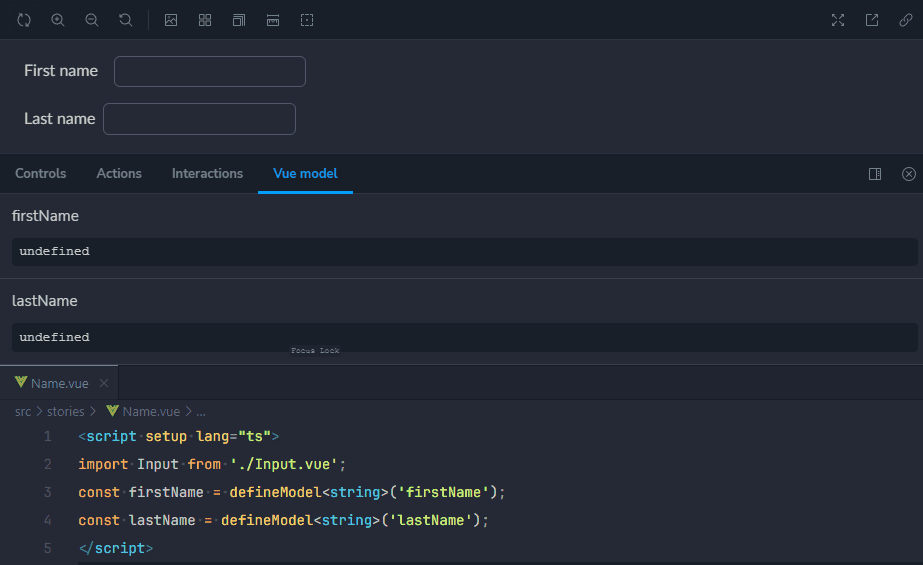 First name
Last name
Controls Actions Interactions Vue model
firstName
undefined
lastName
undefined
Focus Lock
Name.vue
src > stories > Name.vue > ...
1 <script setup lang="ts">
2 import Input from './Input.vue';
3 const firstName = defineModel<string>('firstName');
4 const lastName = defineModel<string>('lastName');
5 </script>